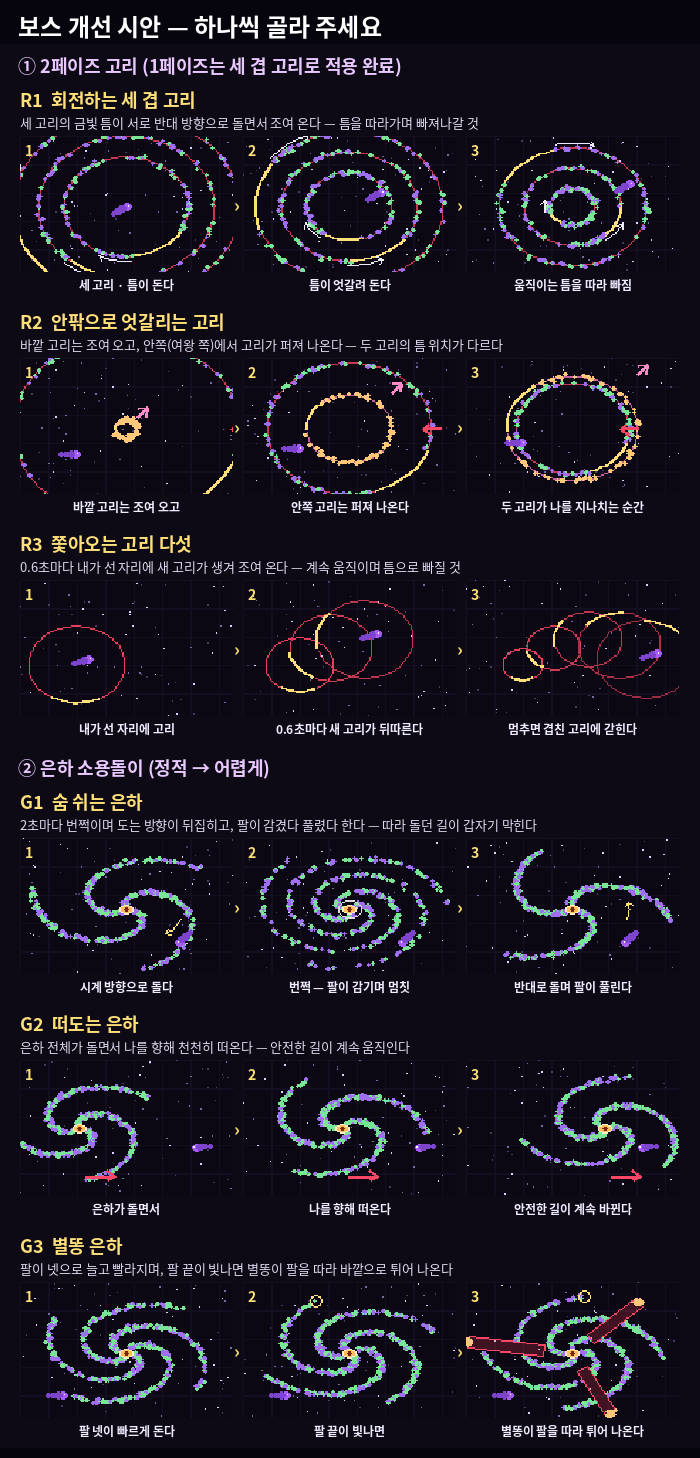 보스 개선 시안 — 하나씩 골라 주세요
① 2페이즈 고리 (1페이즈는 세 겹 고리로 적용 완료)
R1 회전하는 세 겹 고리
세 고리의 금빛 틈이 서로 반대 방향으로 돌면서 조여 온다 — 틈을 따라가며 빠져나갈 것
1 › 2 › 3
세 고리 · 틈이 돈다
틈이 엇갈려 돈다
움직이는 틈을 따라 빠짐
R2 안팎으로 엇갈리는 고리
바깥 고리는 조여 오고, 안쪽(여왕 쪽)에서 고리가 퍼져 나온다 — 두 고리의 틈 위치가 다르다
1 › 2 › 3
바깥 고리는 조여 오고
안쪽 고리는 퍼져 나온다
두 고리가 나를 지나치는 순간
R3 쫓아오는 고리 다섯
0.6초마다 내가 선 자리에 새 고리가 생겨 조여 온다 — 계속 움직이며 틈으로 빠질 것
1 › 2 › 3
내가 선 자리에 고리
0.6초마다 새 고리가 뒤따른다
멈추면 겹친 고리에 갇힌다
② 은하 소용돌이 (정적 → 어렵게)
G1 숨 쉬는 은하
2초마다 번쩍이며 도는 방향이 뒤집히고, 팔이 감겼다 풀렸다 한다 — 따라 돌던 길이 갑자기 막힌다
1 › 2 › 3
시계 방향으로 돌다
번쩍 — 팔이 감기며 멈칫
반대로 돌며 팔이 풀린다
G2 떠도는 은하
은하 전체가 돌면서 나를 향해 천천히 떠온다 — 안전한 길이 계속 움직인다
1 › 2 › 3
은하가 돌면서
나를 향해 떠온다
안전한 길이 계속 바뀐다
G3 별똥 은하
팔이 넷으로 늘고 빨라지며, 팔 끝이 빛나면 별똥이 팔을 따라 바깥으로 튀어 나온다
1 › 2 › 3
팔 넷이 빠르게 돈다
팔 끝이 빛나면
별똥이 팔을 따라 튀어 나온다